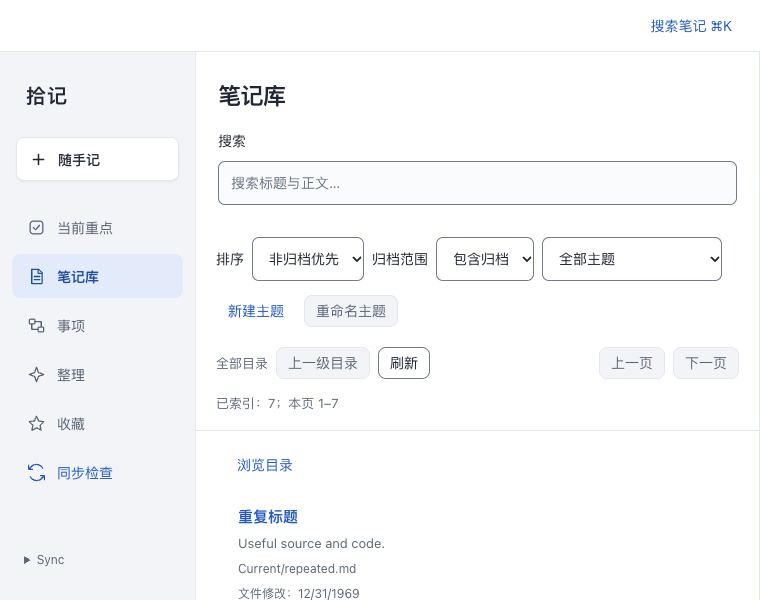 搜索笔记 ⌘K
拾记
随手记
当前重点
笔记库
事项
整理
收藏
同步检查
Sync
笔记库
搜索
搜索标题与正文...
排序 非归档优先 归档范围 包含归档 全部主题
新建主题 重命名主题
全部目录 上一级目录 刷新 上一页 下一页
已索引：7；本页 1–7
浏览目录
重复标题
Useful source and code.
Current/repeated.md
文件修改：12/31/1969